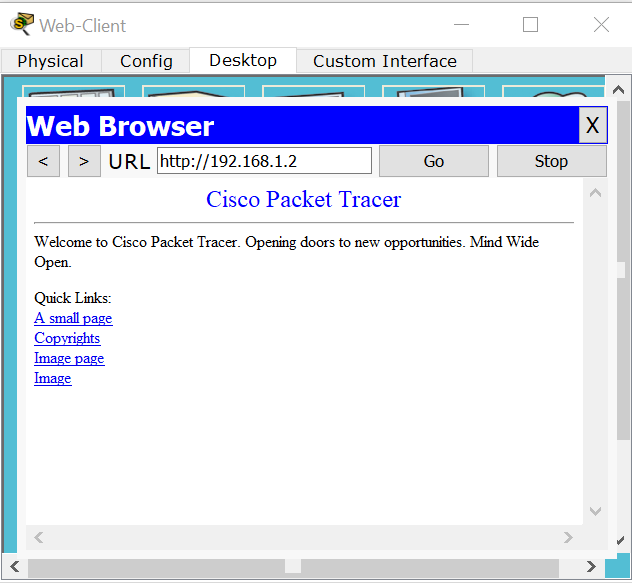 Web-Client
Physical Config Desktop Custom Interface
Web Browser X
< > URL http://192.168.1.2 Go Stop
Cisco Packet Tracer
Welcome to Cisco Packet Tracer. Opening doors to new opportunities. Mind Wide
Open.
Quick Links:
A small page
Copyrights
Image page
Image